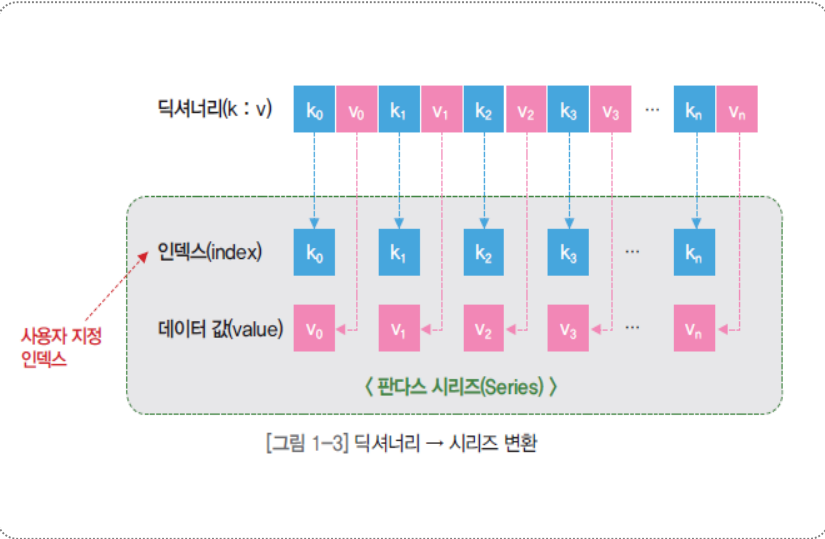 딕셔너리(k : v) k0 v0 k1 v1 k2 v2 k3 v3 ... kn vn
인덱스(index) k0 k1 k2 k3 ... kn
사용자 지정
인덱스
데이터 값(value) v0 v1 v2 v3 ... vn
< 판다스 시리즈(Series) >
[그림 1-3] 딕셔너리 → 시리즈 변환